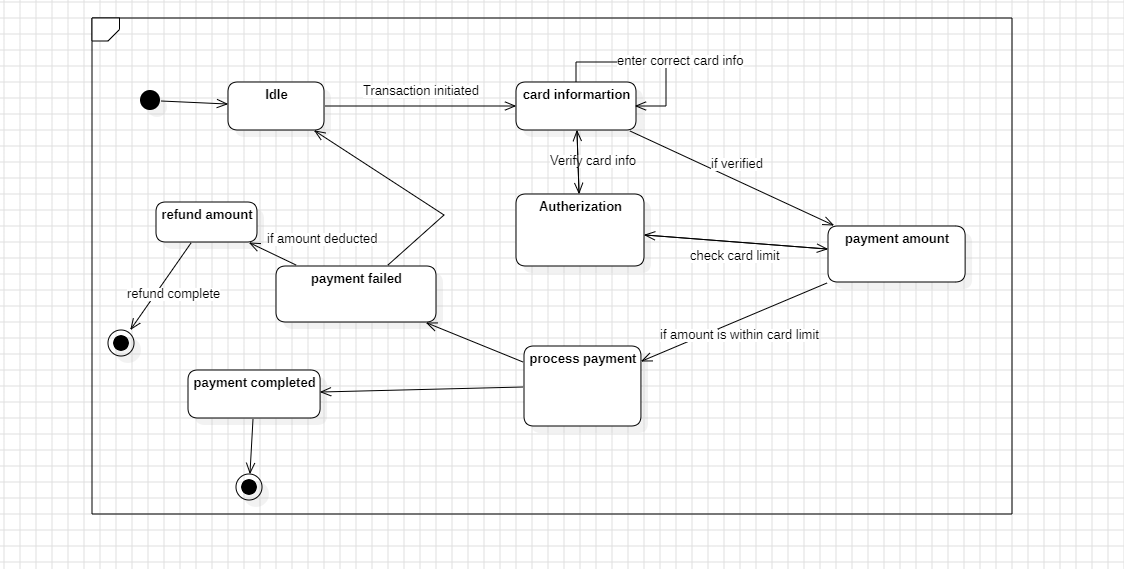 enter correct card info
Idle
Transaction initiated
card informartion
Verify card info
if verified
refund amount
Autherization
if amount deducted
payment amount
check card limit
payment failed
refund complete
if amount is within card limit
process payment
payment completed